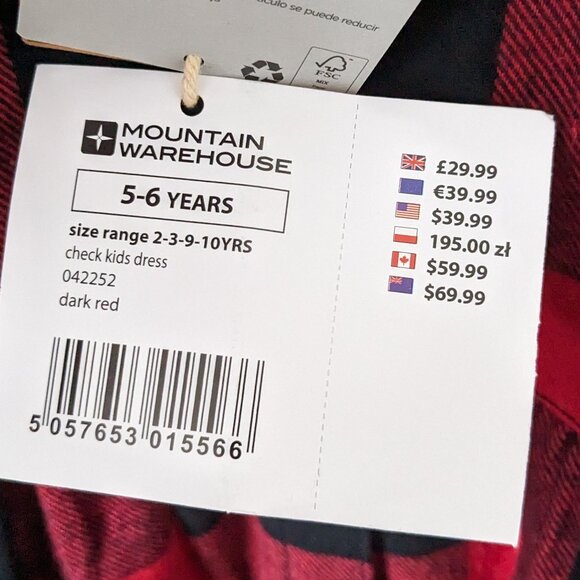 se puede reducir
FSC
MIX
MOUNTAIN
WAREHOUSE
5-6 YEARS
size range 2-3-9-10YRS
check kids dress
042252
dark red
5 057653 015566
£29.99
€39.99
$39.99
195.00 zł
$59.99
$69.99